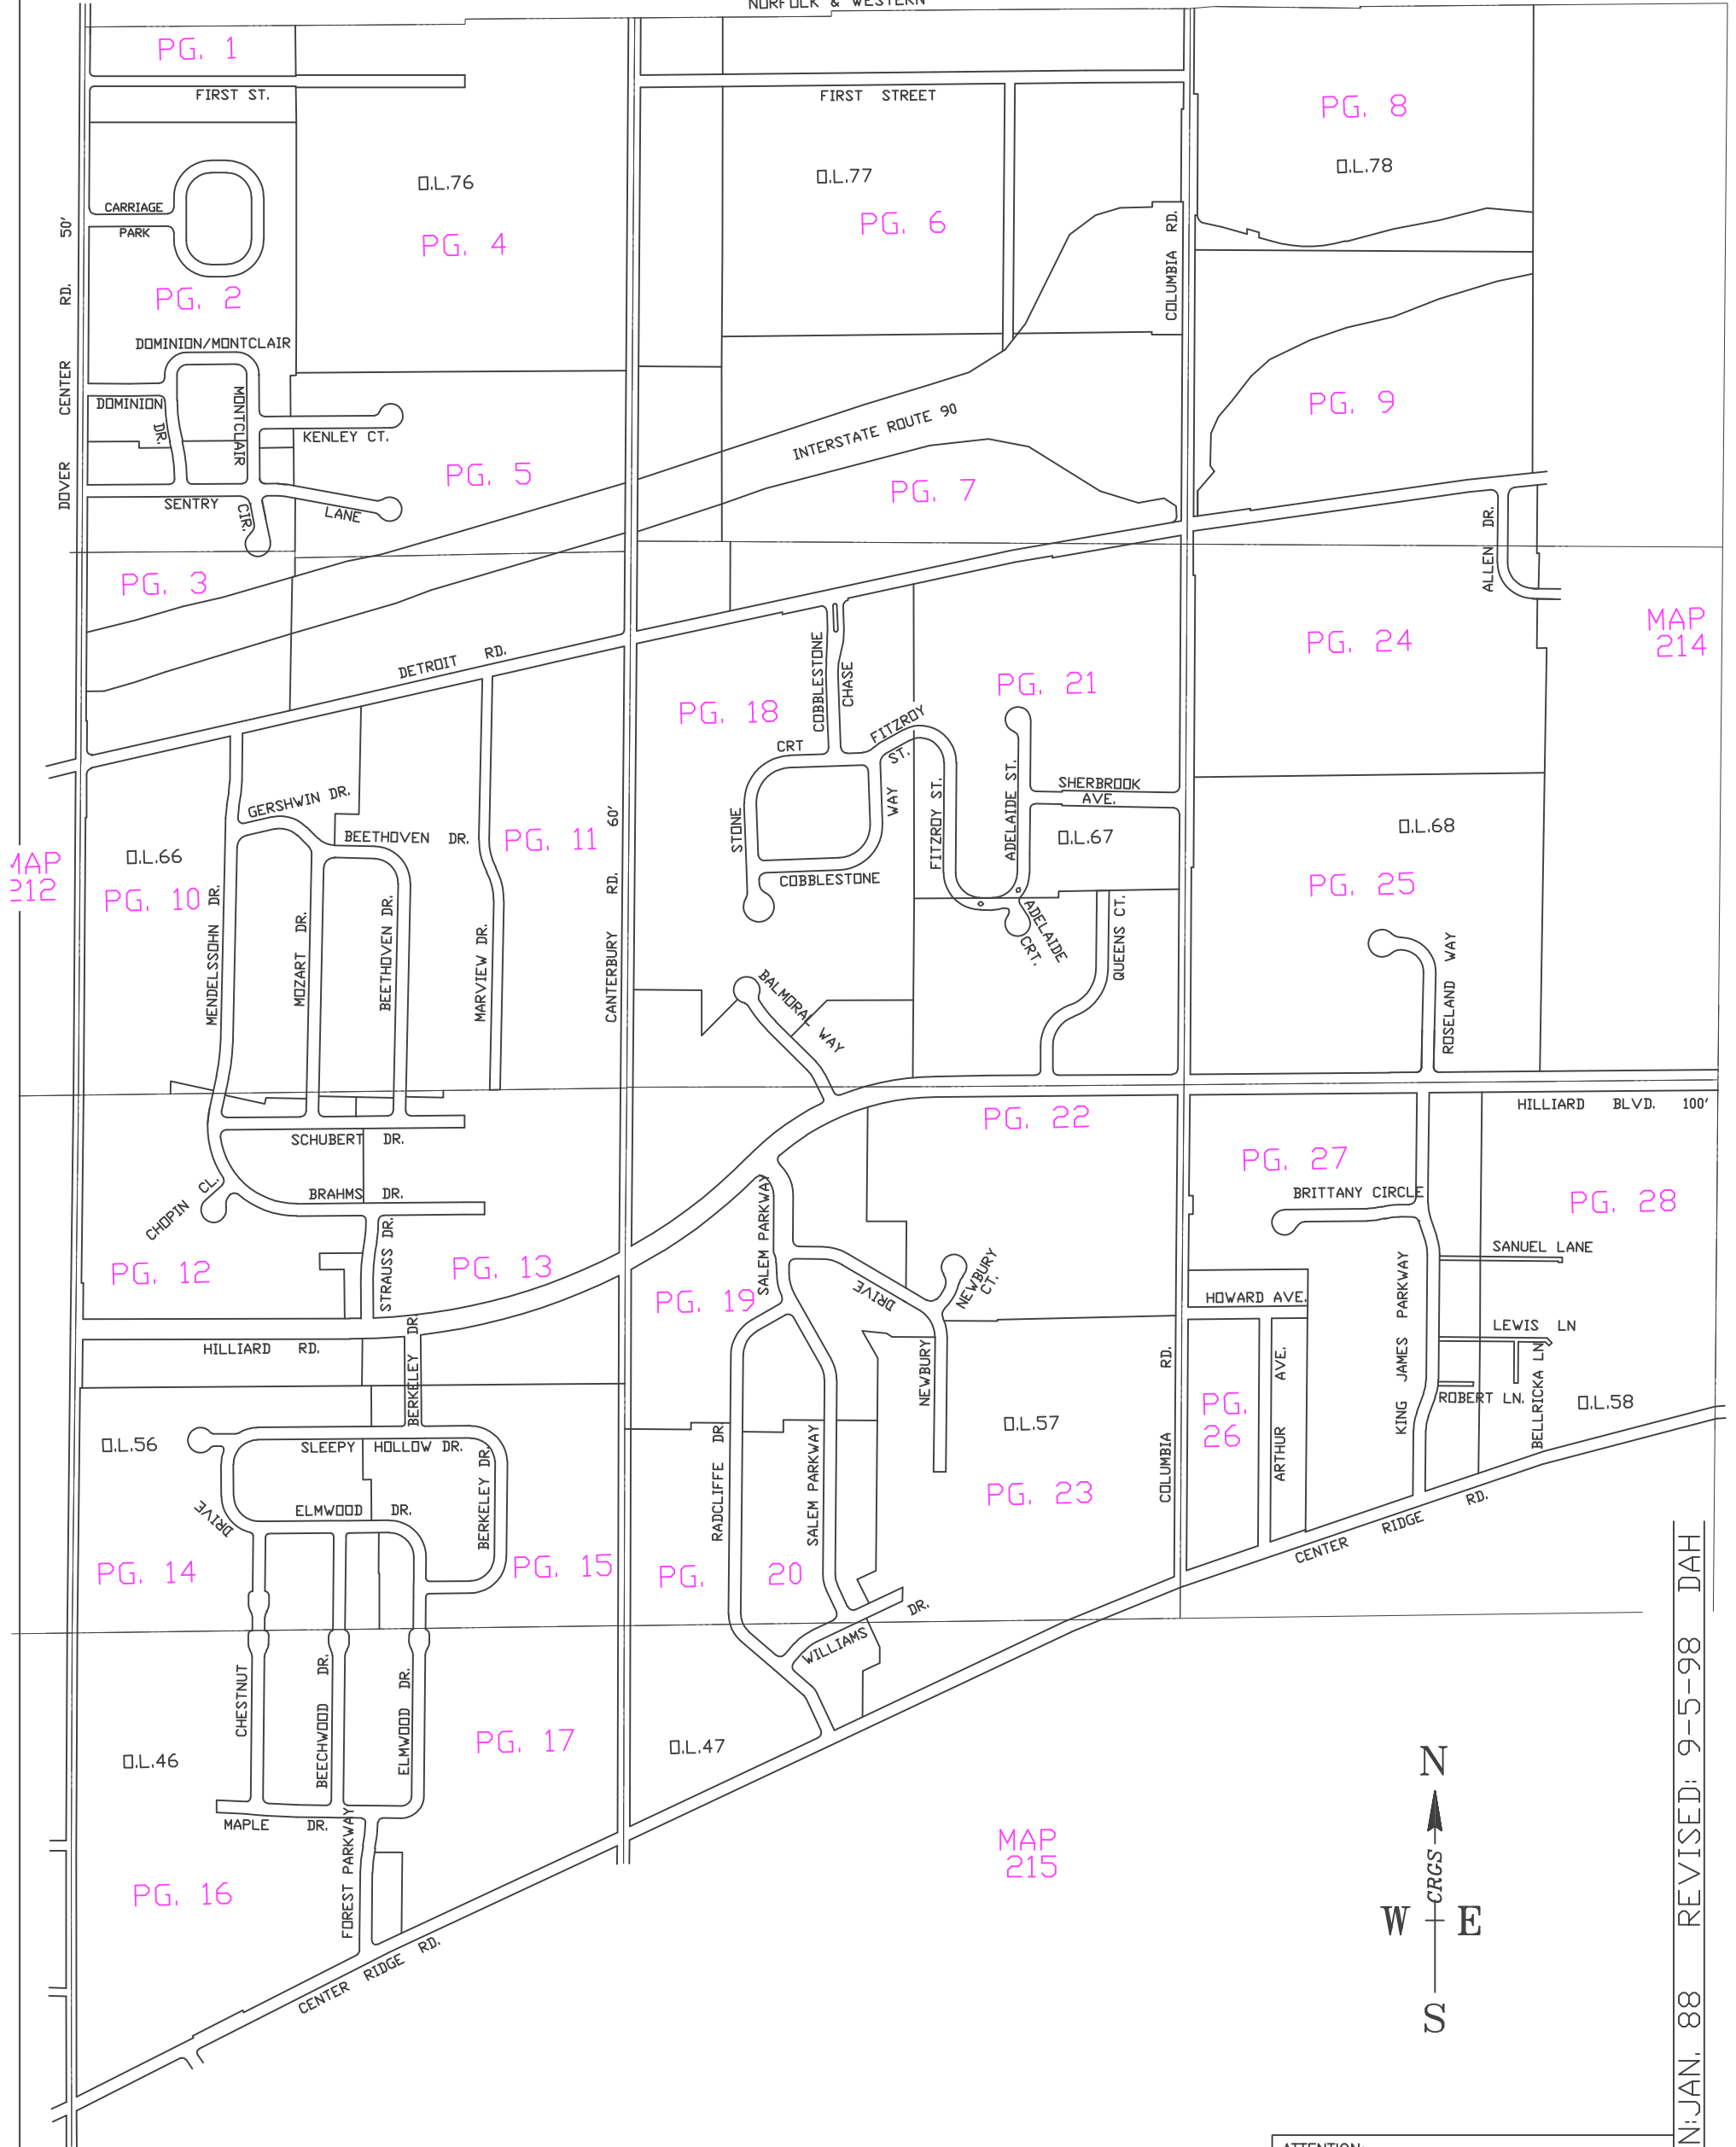 NORFOLK & WESTERN
PG. 1
FIRST ST.
FIRST STREET
PG. 8
O.L.76
O.L.77
O.L.78
CARRIAGE
PARK
50'
PG. 4
PG. 6
COLUMBIA RD.
PG. 2
DOVER CENTER RD.
DOMINION/MONTCLAIR
DOMINION
DR.
MONTCLAIR
KENLEY CT.
INTERSTATE ROUTE 90
PG. 9
PG. 5
PG. 7
SENTRY
CIR.
LANE
ALLEN DR.
PG. 3
MAP
214
PG. 24
DETROIT RD.
COBBLESTONE
CHASE
PG. 21
PG. 18
FITZROY
ST.
CRT
STONE
WAY
FITZROY ST.
ADELAIDE ST.
SHERBROOK
AVE.
GERSHWIN DR.
BEETHOVEN DR.
PG. 11
60'
O.L.67
O.L.68
O.L.66
212
PG. 10
COBBLESTONE
PG. 25
MENDELSSOHN DR.
MOZART DR.
BEETHOVEN DR.
MARVIEW DR.
CANTERBURY RD.
ADELAIDE
CRT.
QUEENS CT.
ROSELAND WAY
BALMORAL WAY
HILLIARD BLVD. 100'
PG. 22
SCHUBERT DR.
PG. 27
CHOPIN CL.
BRAHMS DR.
SALEM PARKWAY
BRITTANY CIRCLE
PG. 28
STRAUSS DR.
PG. 12
PG. 13
SANUEL LANE
NEWBURY
CT.
DRIVE
PG. 19
HOWARD AVE.
KING JAMES PARKWAY
LEWIS LN
HILLIARD RD.
BERKELEY DR.
NEWBURY
COLUMBIA RD.
ARTHUR AVE.
PG.
26
ROBERT LN.
BELLRICKA LN
O.L.58
O.L.57
O.L.56
SLEEPY HOLLOW DR.
BERKELEY DR.
RADCLIFFE DR
SALEM PARKWAY
PG. 23
DRIVE
ELMWOOD DR.
CENTER RIDGE RD.
PG. 14
PG. 15
PG. 20
WILLIAMS DR.
CHESTNUT
BEECHWOOD DR.
ELMWOOD DR.
PG. 17
O.L.47
O.L.46
MAPLE DR.
FOREST PARKWAY
MAP
215
PG. 16
CENTER RIDGE RD.
N
CRGS
W E
S
N:JAN. 88 REVISED: 9-5-98 DAH